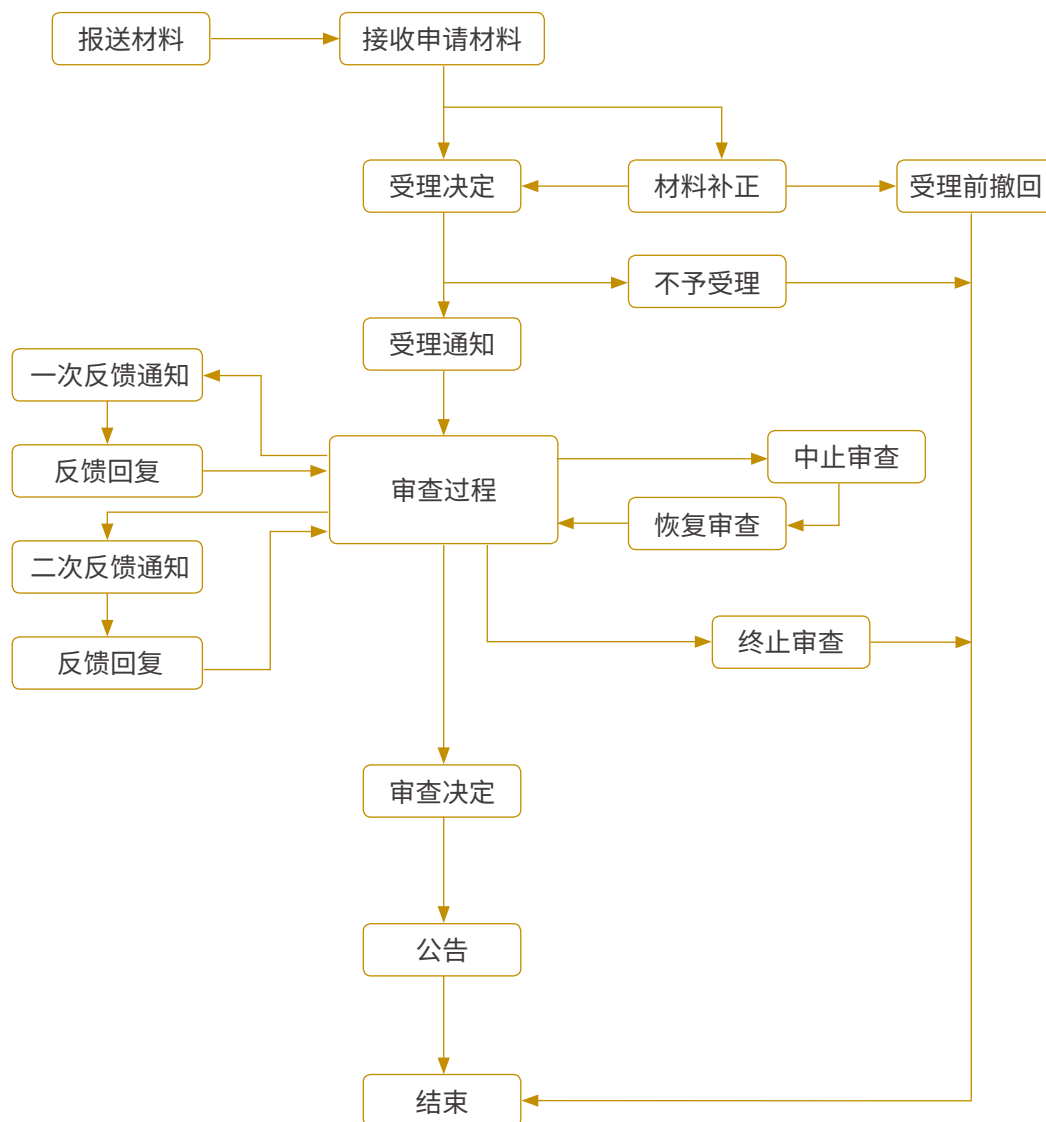 报送材料
接收申请材料
受理决定
材料补正
受理前撤回
不予受理
受理通知
一次反馈通知
反馈回复
审查过程
中止审查
恢复审查
二次反馈通知
反馈回复
终止审查
审查决定
公告
结束